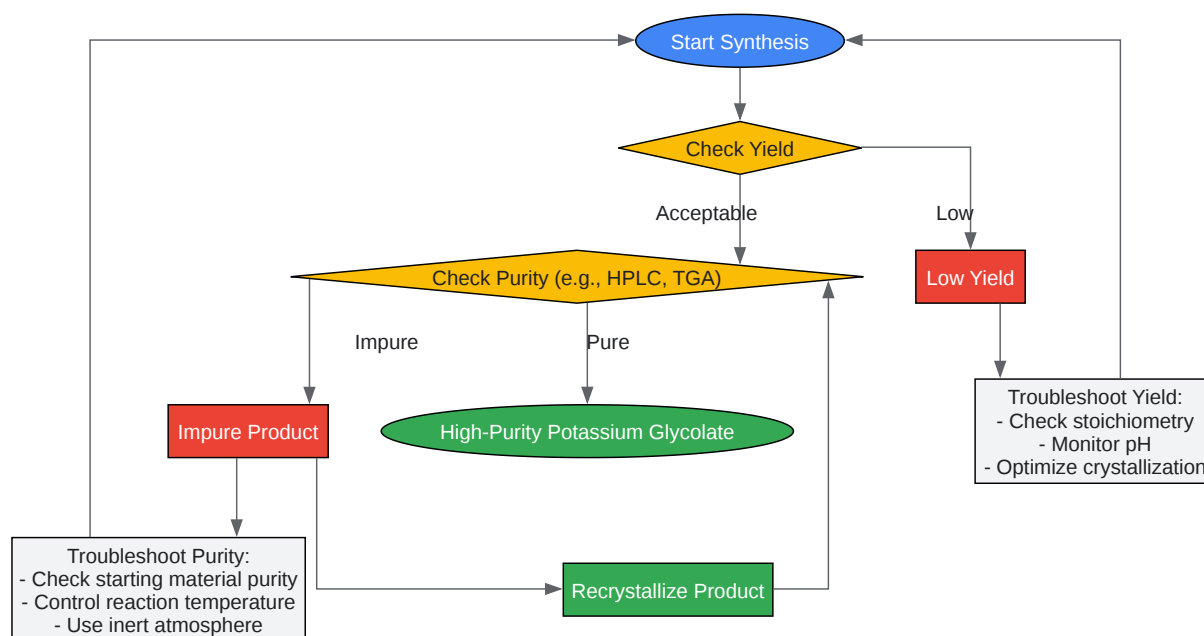 Start Synthesis
Check Yield
Acceptable
Low
Check Purity (e.g., HPLC, TGA)
Low Yield
Impure
Pure
Impure Product
High-Purity Potassium Glycolate
Troubleshoot Yield:
- Check stoichiometry
- Monitor pH
- Optimize crystallization
Troubleshoot Purity:
- Check starting material purity
- Control reaction temperature
- Use inert atmosphere
Recrystallize Product